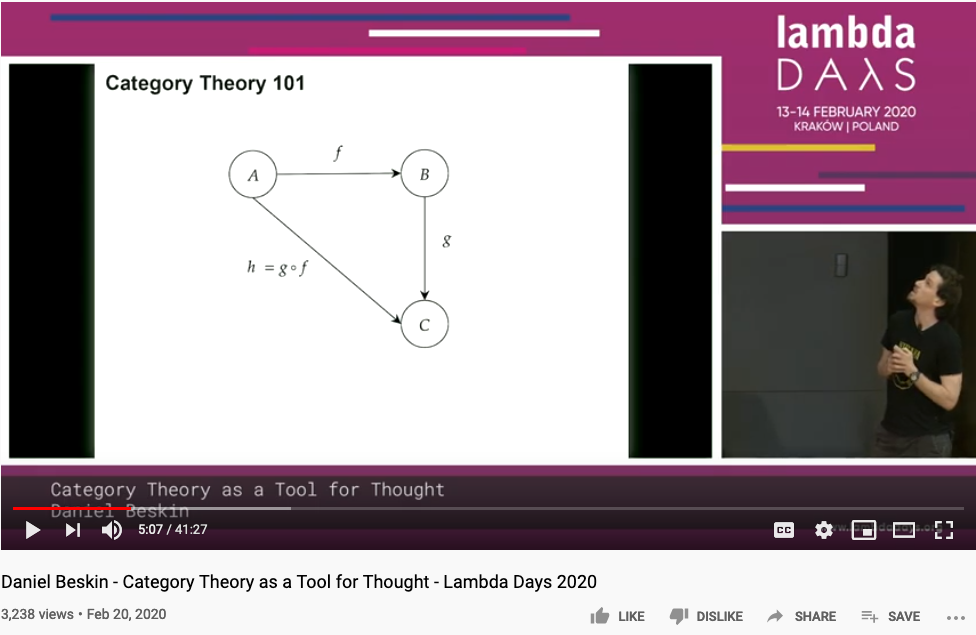 lambda
DAλS
13-14 FEBRUARY 2020
KRAKÓW | POLAND
Category Theory 101
f
A
B
g
h = g∘f
C
Category Theory as a Tool for Thought
Daniel Beskin
5:07 / 41:27
CC
Daniel Beskin - Category Theory as a Tool for Thought - Lambda Days 2020
3,238 views • Feb 20, 2020
LIKE
DISLIKE
SHARE
SAVE